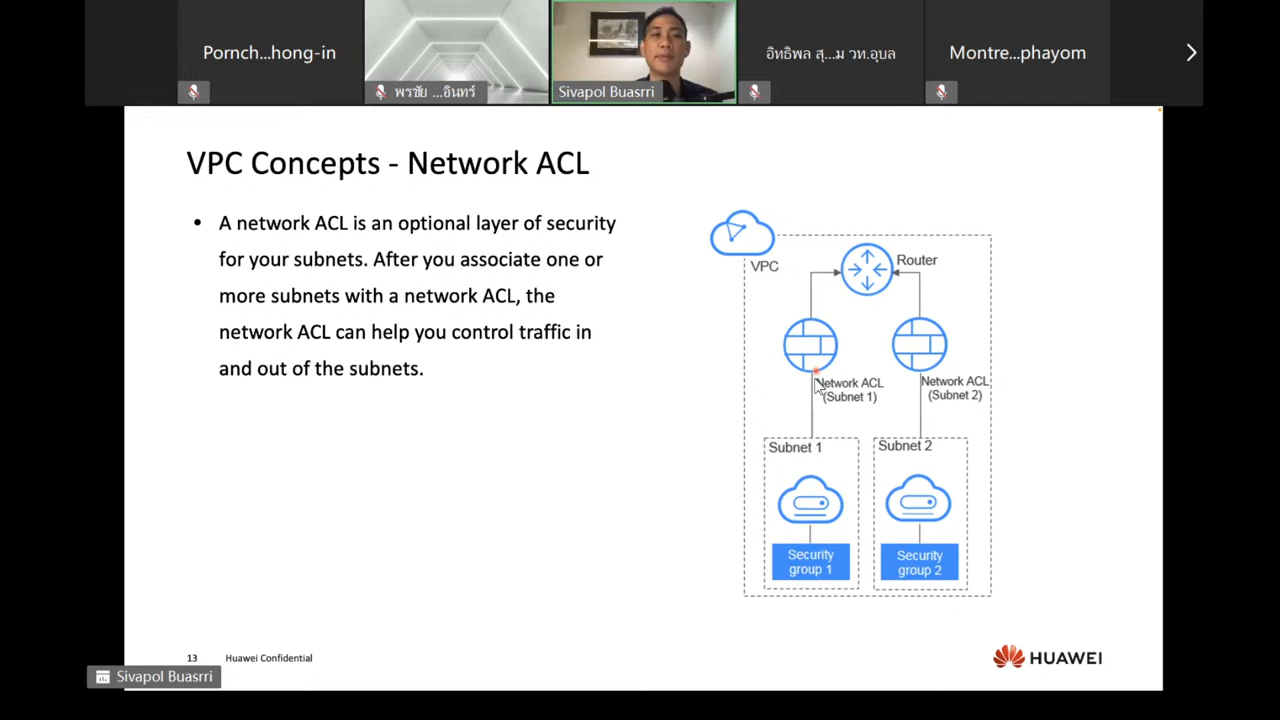 Pornch...hong-in
พรชัย ...อินทร์
Sivapol Buasrri
อิทธิพล สุ...ม วท.อุบล
Montre...phayom
VPC Concepts - Network ACL
• A network ACL is an optional layer of security
for your subnets. After you associate one or
more subnets with a network ACL, the
network ACL can help you control traffic in
and out of the subnets.
VPC
Router
Network ACL
(Subnet 1)
Network ACL
(Subnet 2)
Subnet 1
Subnet 2
Security
group 1
Security
group 2
13
Huawei Confidential
HUAWEI
Sivapol Buasrri